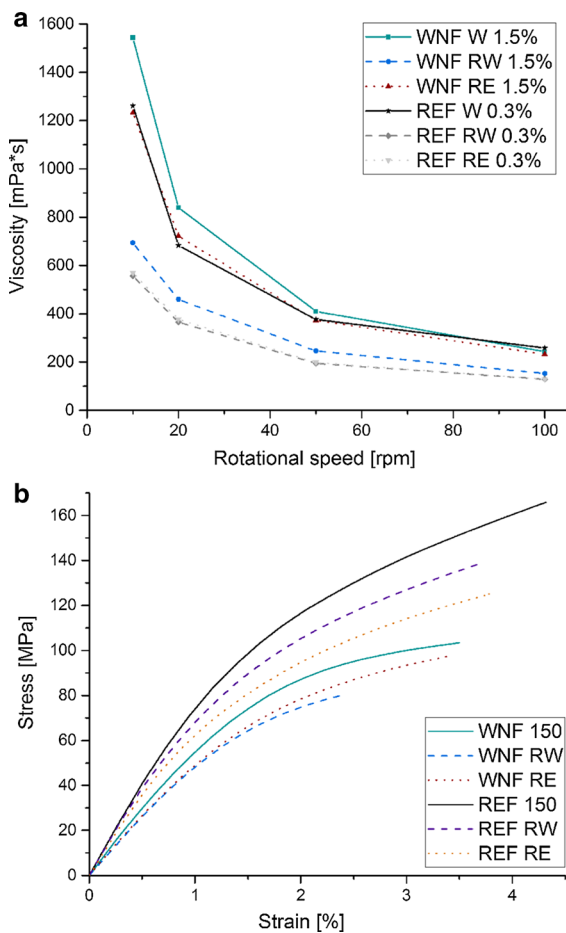 a
1600
1400
1200
1000
800
600
400
200
0
Viscosity [mPa*s]
0 20 40 60 80 100
Rotational speed [rpm]
WNF W 1.5%
WNF RW 1.5%
WNF RE 1.5%
REF W 0.3%
REF RW 0.3%
REF RE 0.3%
b
160
140
120
100
80
60
40
20
0
Stress [MPa]
0 1 2 3 4
Strain [%]
WNF 150
WNF RW
WNF RE
REF 150
REF RW
REF RE